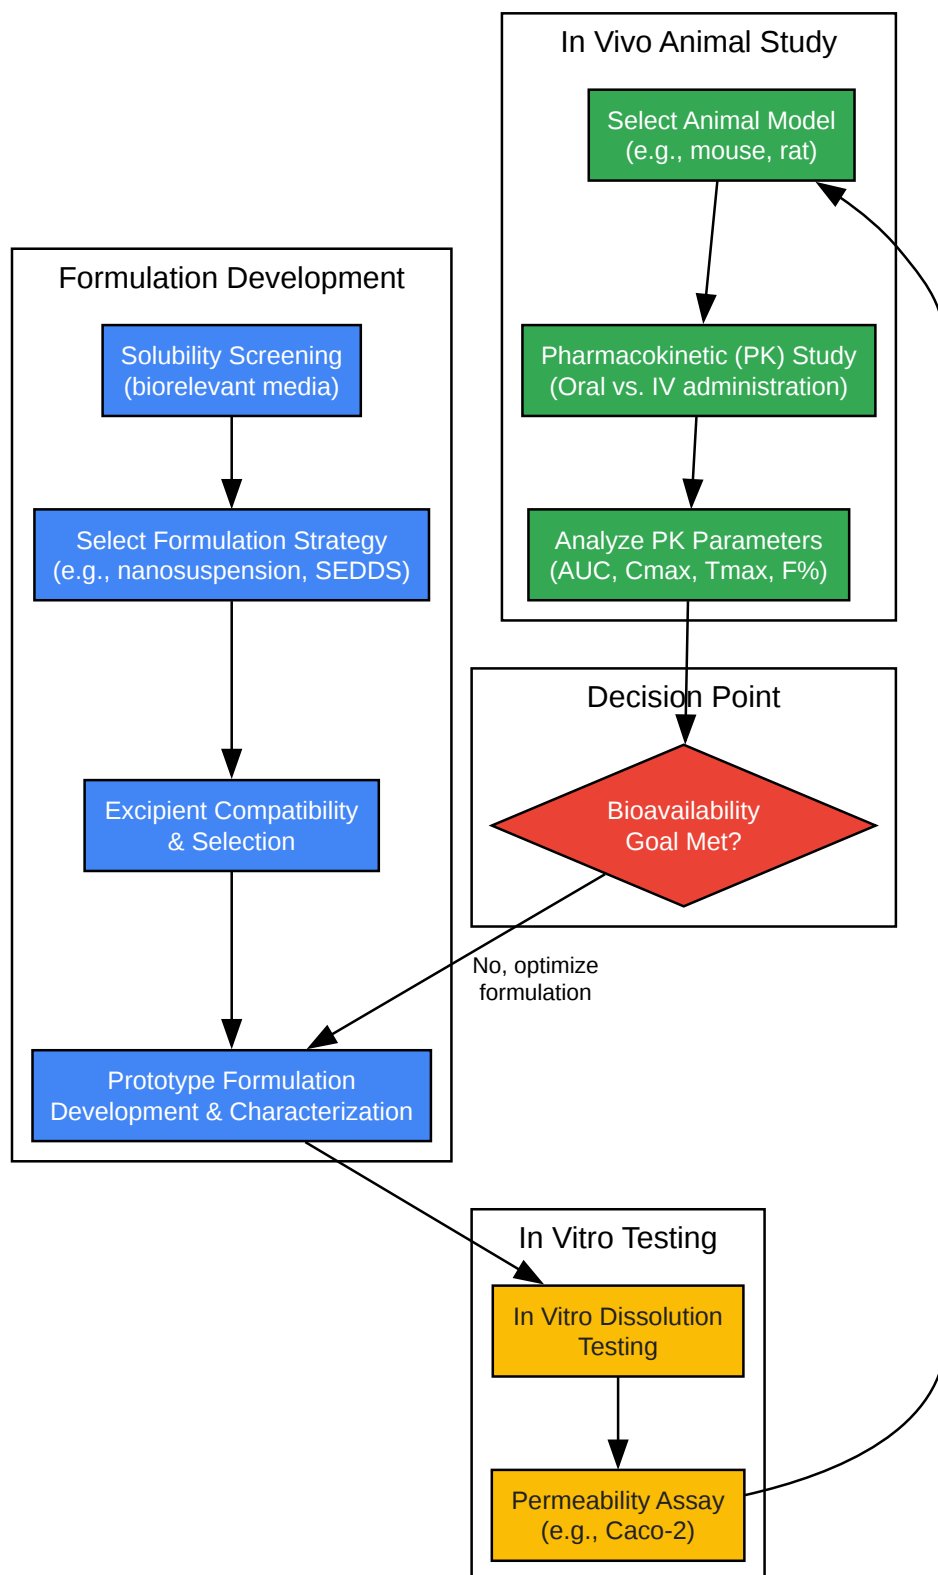 In Vivo Animal Study
Select Animal Model
(e.g., mouse, rat)
Pharmacokinetic (PK) Study
(Oral vs. IV administration)
Analyze PK Parameters
(AUC, Cmax, Tmax, F%)
Formulation Development
Solubility Screening
(biorelevant media)
Select Formulation Strategy
(e.g., nanosuspension, SEDDS)
Excipient Compatibility
& Selection
Prototype Formulation
Development & Characterization
Decision Point
Bioavailability
Goal Met?
No, optimize
formulation
In Vitro Testing
In Vitro Dissolution
Testing
Permeability Assay
(e.g., Caco-2)